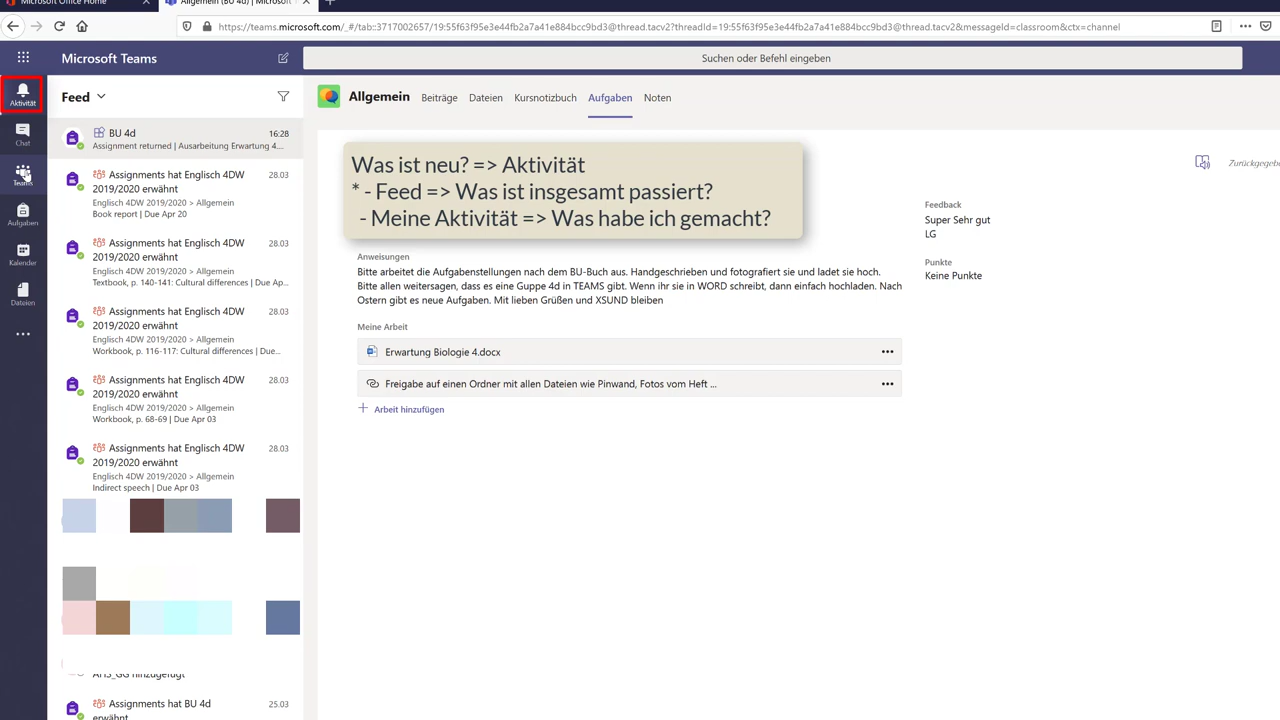 Microsoft Office Home
Allgemein (BU 4d) | Microsoft
https://teams.microsoft.com/_#/tab::3717002657/19:55f63f95e3e44fb2a7a41e884bcc9bd3@thread.tacv2?threadId=19:55f63f95e3e44fb2a7a41e884bcc9bd3@thread.tacv2&messageId=classroom&ctx=channel
Microsoft Teams
Suchen oder Befehl eingeben
Aktivität
Chat
Teams
Aufgaben
Kalender
Dateien
Feed
BU 4d 16:28
Assignment returned | Ausarbeitung Erwartung 4....
Assignments hat Englisch 4DW 28.03
2019/2020 erwähnt
Englisch 4DW 2019/2020 > Allgemein
Book report | Due Apr 20
Assignments hat Englisch 4DW 28.03
2019/2020 erwähnt
Englisch 4DW 2019/2020 > Allgemein
Textbook, p. 140-141: Cultural differences | Due Ap...
Assignments hat Englisch 4DW 28.03
2019/2020 erwähnt
Englisch 4DW 2019/2020 > Allgemein
Workbook, p. 116-117: Cultural differences | Due...
Assignments hat Englisch 4DW 28.03
2019/2020 erwähnt
Englisch 4DW 2019/2020 > Allgemein
Workbook, p. 68-69 | Due Apr 03
Assignments hat Englisch 4DW 28.03
2019/2020 erwähnt
Englisch 4DW 2019/2020 > Allgemein
Indirect speech | Due Apr 03
AHS_GG hinzugefügt
Assignments hat BU 4d 25.03
erwähnt
Allgemein Beiträge Dateien Kursnotizbuch Aufgaben Noten
Was ist neu? => Aktivität
* - Feed => Was ist insgesamt passiert?
- Meine Aktivität => Was habe ich gemacht?
Anweisungen
Bitte arbeitet die Aufgabenstellungen nach dem BU-Buch aus. Handgeschrieben und fotografiert sie und ladet sie hoch.
Bitte allen weitersagen, dass es eine Guppe 4d in TEAMS gibt. Wenn ihr sie in WORD schreibt, dann einfach hochladen. Nach
Ostern gibt es neue Aufgaben. Mit lieben Grüßen und XSUND bleiben
Meine Arbeit
Erwartung Biologie 4.docx
Freigabe auf einen Ordner mit allen Dateien wie Pinwand, Fotos vom Heft ...
Arbeit hinzufügen
Zurückgegebe
Feedback
Super Sehr gut
LG
Punkte
Keine Punkte